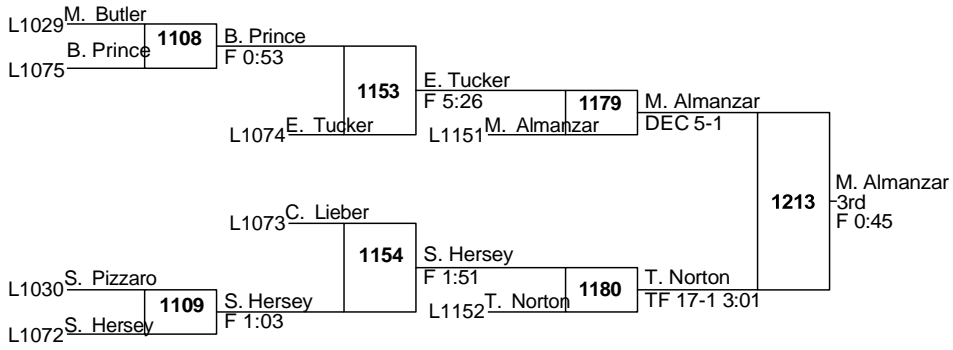 L1029 M. Butler
1108
B. Prince
F 0:53
L1075 B. Prince
1153
E. Tucker
F 5:26
L1074 E. Tucker
1179
M. Almanzar
DEC 5-1
L1151 M. Almanzar
1213
M. Almanzar
3rd
F 0:45
L1073 C. Lieber
1154
S. Hersey
F 1:51
L1030 S. Pizzaro
1109
S. Hersey
F 1:03
L1072 S. Hersey
1180
T. Norton
TF 17-1 3:01
L1152 T. Norton